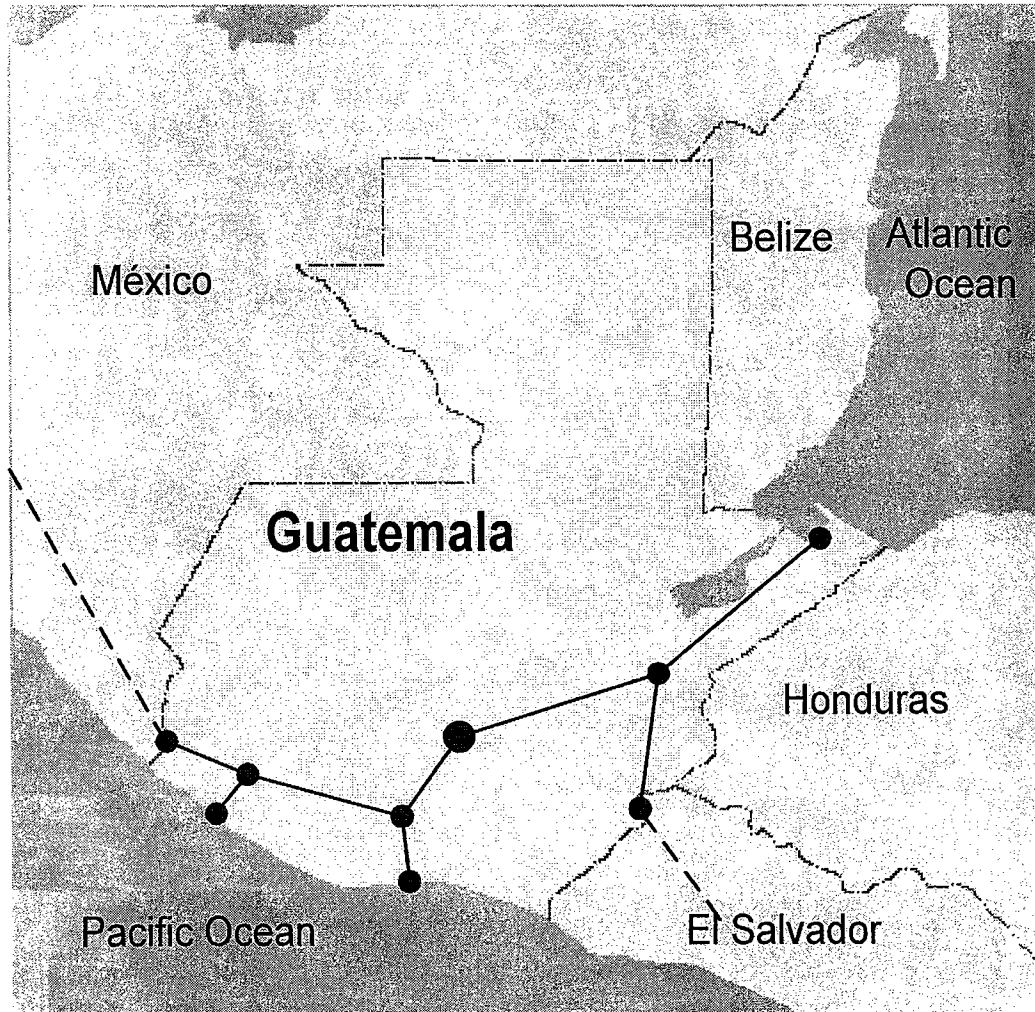 Belize
Atlantic
Ocean
México
Guatemala
Honduras
Pacific Ocean
El Salvador